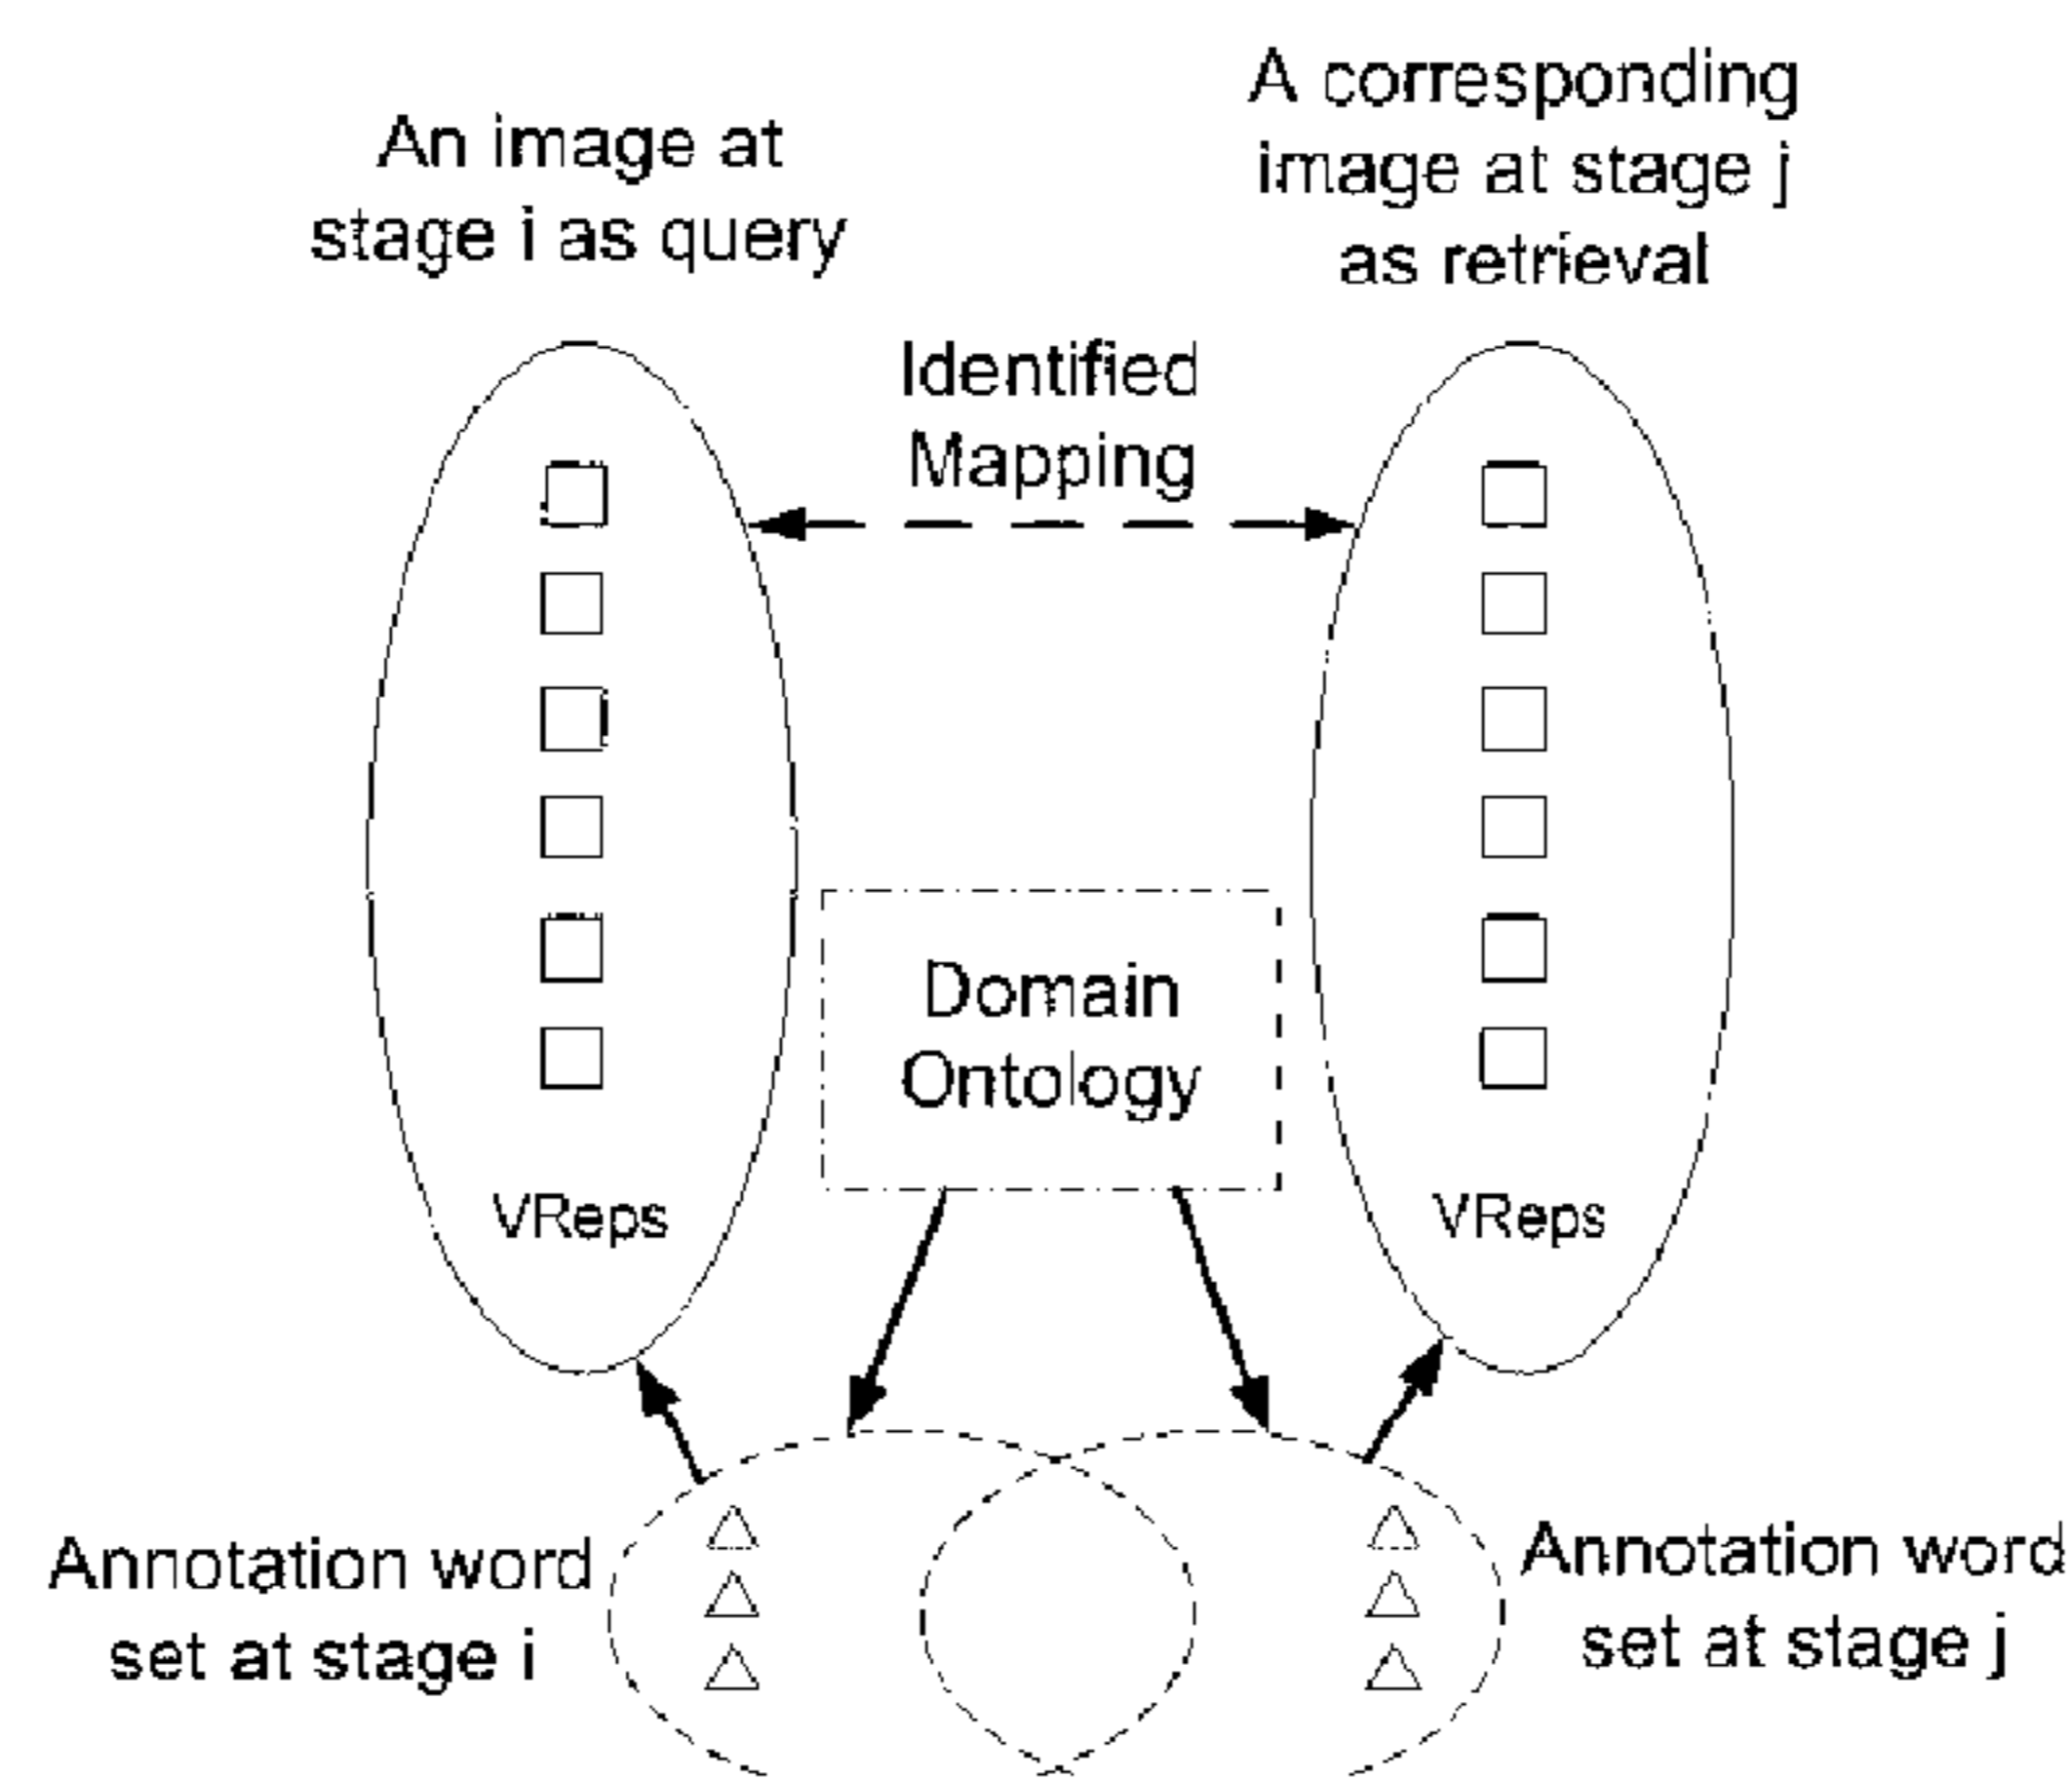 An image at
stage i as query
A corresponding
image at stage j
as retrieval
Identified
Mapping
Domain
Ontology
VReps
VReps
Annotation word
set at stage i
Annotation word
set at stage j